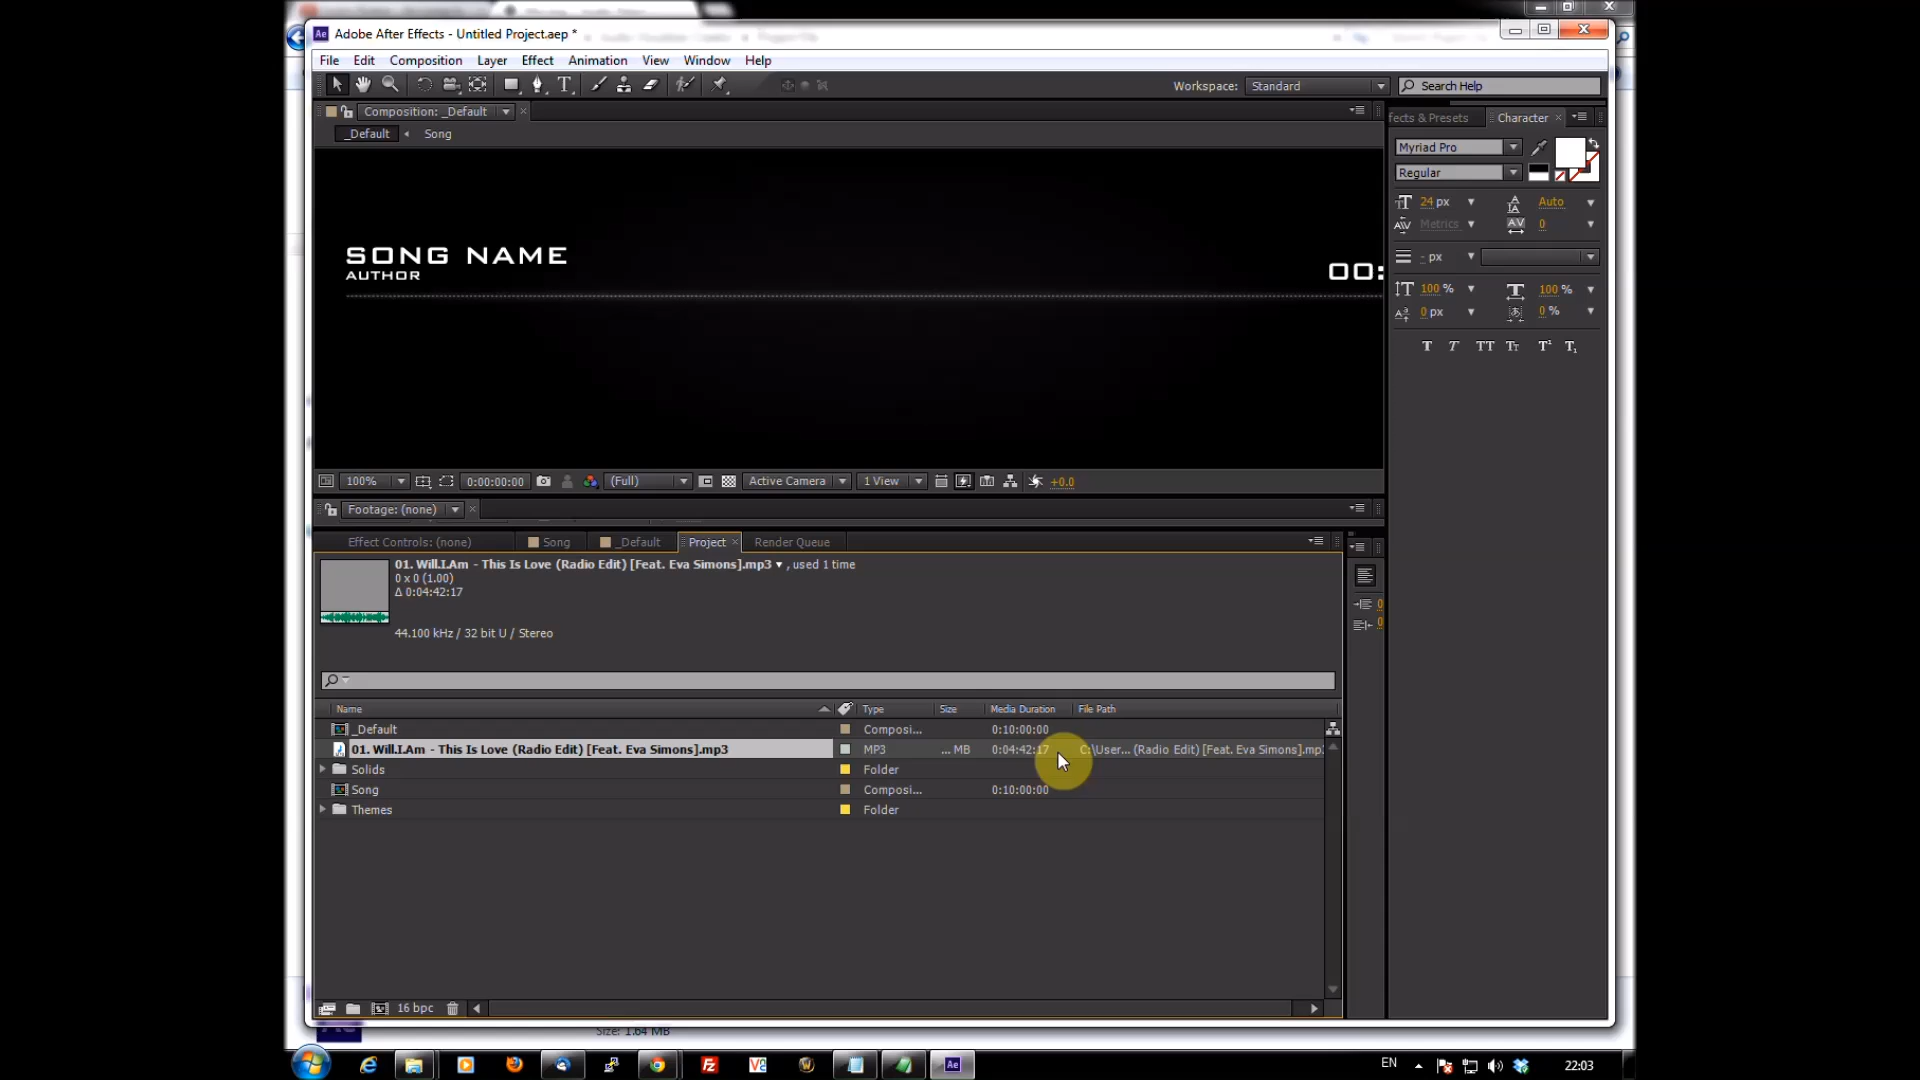 Adobe After Effects - Untitled Project.aep *
File Edit Composition Layer Effect Animation View Window Help
Workspace: Standard Search Help
Composition: _Default
fects & Presets Character
_Default Song
Myriad Pro
Regular
24 px Auto
Metrics 0
- px
100 % 100 %
0 px 0 %
T T TT Tt T¹ T₁
SONG NAME
AUTHOR
00:
100% 0:00:00:00 (Full) Active Camera 1 View +0.0
Footage: (none)
Effect Controls: (none) Song _Default Project Render Queue
01. Will.I.Am - This Is Love (Radio Edit) [Feat. Eva Simons].mp3 , used 1 time
0 x 0 (1.00)
Δ 0:04:42:17
44.100 kHz / 32 bit U / Stereo
Name Type Size Media Duration File Path
_Default Composi... 0:10:00:00
01. Will.I.Am - This Is Love (Radio Edit) [Feat. Eva Simons].mp3 MP3 ... MB 0:04:42:17 C:\User... (Radio Edit) [Feat. Eva Simons].mp
Solids Folder
Song Composi... 0:10:00:00
Themes Folder
16 bpc
Size: 1.64 MB
EN 22:03